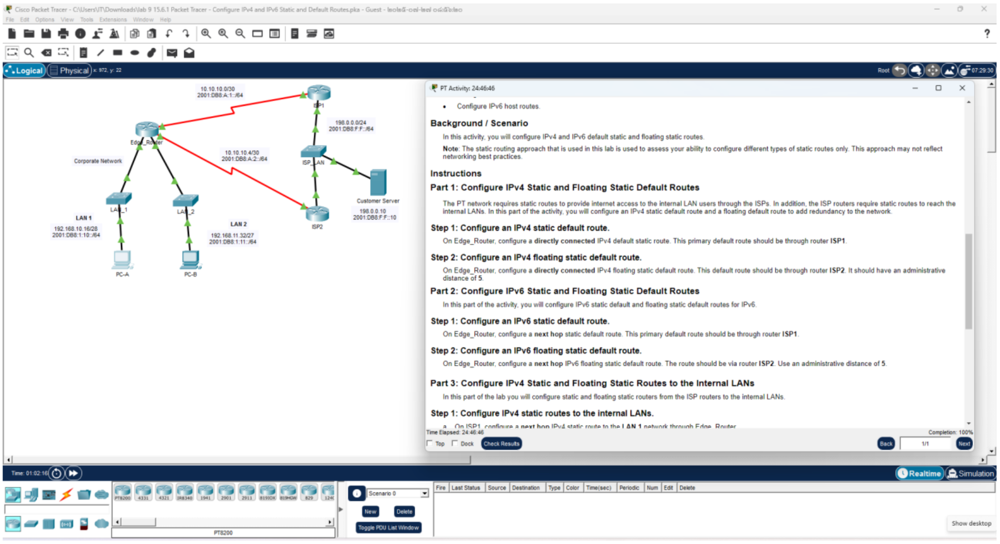 Cisco Packet Tracer - C:\Users\IT\Downloads\lab 9 15.6.1 Packet Tracer - Configure IPv4 and IPv6 Static and Default Routes.pka - Guest -
File Edit Options View Tools Extensions Window Help
?
Logical Physical x: 972, y: 22
Root 07:29:30
10.10.10.0/30
2001:DB8:A:1::/64
ISP1
198.0.0.0/24
2001:DB8:F:F::/64
Edge_Router
10.10.10.4/30
2001:DB8:A:2::/64
ISP_LAN
Corporate Network
Customer Server
198.0.0.10
2001:DB8:F:F::10
LAN_1
LAN_2
ISP2
LAN 1
192.168.10.16/28
2001:DB8:1:10::/64
LAN 2
192.168.11.32/27
2001:DB8:1:11::/64
PC-A
PC-B
PT Activity: 24:46:46
• Configure IPv6 host routes.
Background / Scenario
In this activity, you will configure IPv4 and IPv6 default static and floating static routes.
Note: The static routing approach that is used in this lab is used to assess your ability to configure different types of static routes only. This approach may not reflect
networking best practices.
Instructions
Part 1: Configure IPv4 Static and Floating Static Default Routes
The PT network requires static routes to provide internet access to the internal LAN users through the ISPs. In addition, the ISP routers require static routes to reach the
internal LANs. In this part of the activity, you will configure an IPv4 static default route and a floating default route to add redundancy to the network.
Step 1: Configure an IPv4 static default route.
On Edge_Router, configure a directly connected IPv4 default static route. This primary default route should be through router ISP1.
Step 2: Configure an IPv4 floating static default route.
On Edge_Router, configure a directly connected IPv4 floating static default route. This default route should be through router ISP2. It should have an administrative
distance of 5.
Part 2: Configure IPv6 Static and Floating Static Default Routes
In this part of the activity, you will configure IPv6 static default and floating static default routes for IPv6.
Step 1: Configure an IPv6 static default route.
On Edge_Router, configure a next hop static default route. This primary default route should be through router ISP1.
Step 2: Configure an IPv6 floating static default route.
On Edge_Router, configure a next hop IPv6 floating static default route. The route should be via router ISP2. Use an administrative distance of 5.
Part 3: Configure IPv4 Static and Floating Static Routes to the Internal LANs
In this part of the lab you will configure static and floating static routers from the ISP routers to the internal LANs.
Step 1: Configure IPv4 static routes to the internal LANs.
a. On ISP1, configure a next hop IPv4 static route to the LAN 1 network through Edge_Router
Time Elapsed: 24:46:46
Completion: 100%
Top Dock Check Results
Back 1/1 Next
Time: 01:02:16
Realtime Simulation
PT8200 4331 4321 IR8340 1941 2901 2911 819IOX 819HGW 829 1240
PT8200
Scenario 0
New Delete
Toggle PDU List Window
Fire Last Status Source Destination Type Color Time(sec) Periodic Num Edit Delete
Show desktop